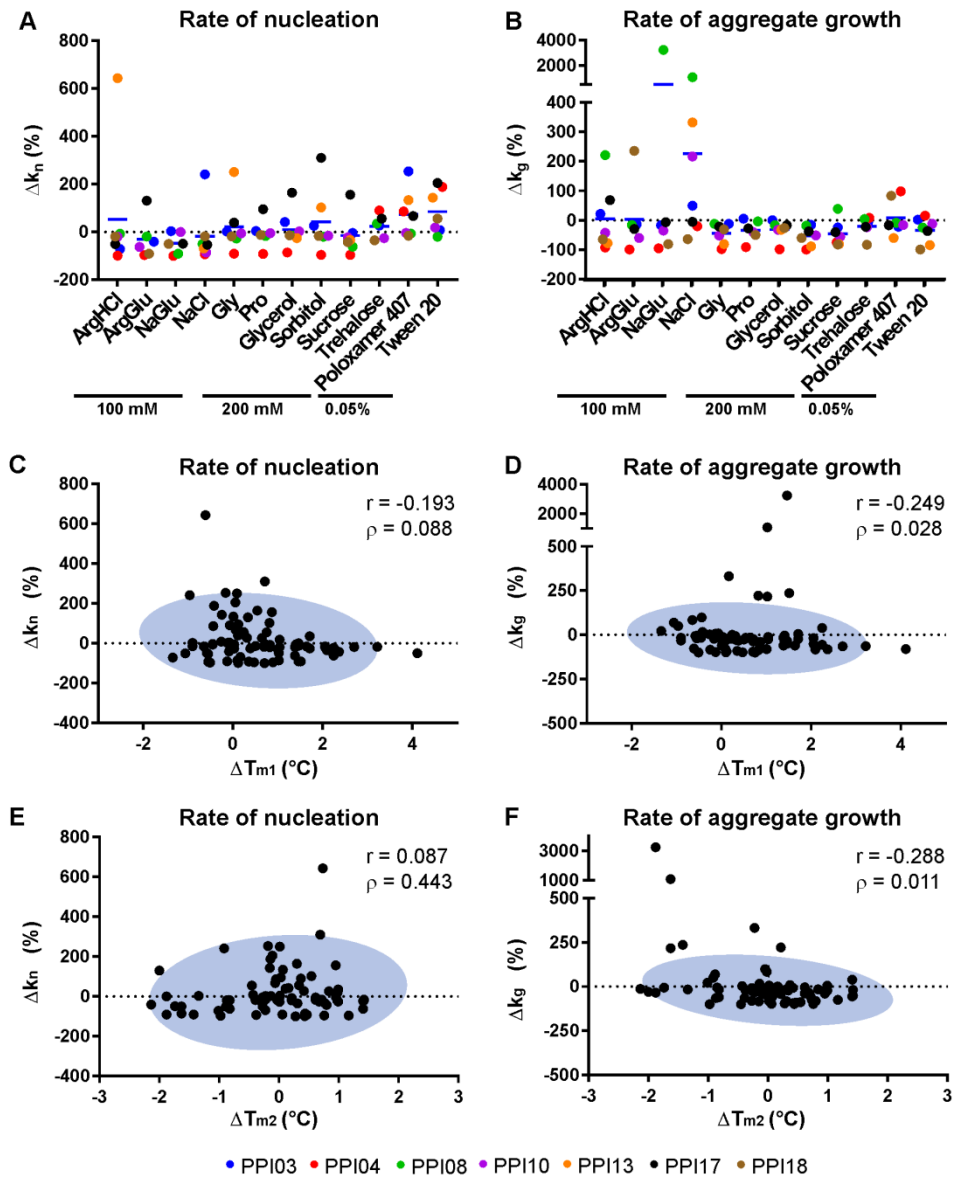 A Rate of nucleation
Δkn (%)
800
600
400
200
0
-200
ArgHCl ArgGlu NaGlu NaCl Gly Pro Glycerol Sorbitol Sucrose Trehalose Poloxamer 407 Tween 20
100 mM 200 mM 0.05%
B Rate of aggregate growth
Δkg (%)
4000
2000
400
300
200
100
0
-100
-200
ArgHCl ArgGlu NaGlu NaCl Gly Pro Glycerol Sorbitol Sucrose Trehalose Poloxamer 407 Tween 20
100 mM 200 mM 0.05%
C Rate of nucleation
r = -0.193
ρ = 0.088
Δkn (%)
800
600
400
200
0
-200
-400
-2 0 2 4
ΔTm1 (°C)
D Rate of aggregate growth
r = -0.249
ρ = 0.028
Δkg (%)
4000
2000
500
250
0
-250
-500
-2 0 2 4
ΔTm1 (°C)
E Rate of nucleation
r = 0.087
ρ = 0.443
Δkn (%)
800
600
400
200
0
-200
-400
-3 -2 -1 0 1 2 3
ΔTm2 (°C)
F Rate of aggregate growth
r = -0.288
ρ = 0.011
Δkg (%)
3000
1000
500
250
0
-250
-500
-3 -2 -1 0 1 2 3
ΔTm2 (°C)
PPI03 PPI04 PPI08 PPI10 PPI13 PPI17 PPI18